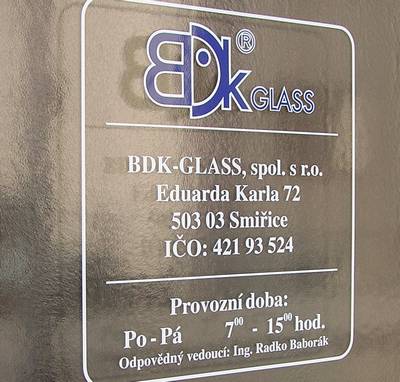 BDK® GLASS
BDK-GLASS, spol. s r.o.
Eduarda Karla 72
503 03 Smiřice
IČO: 421 93 524
Provozní doba:
Po - Pá 7⁰⁰ - 15⁰⁰ hod.
Odpovědný vedoucí: Ing. Radko Baborák